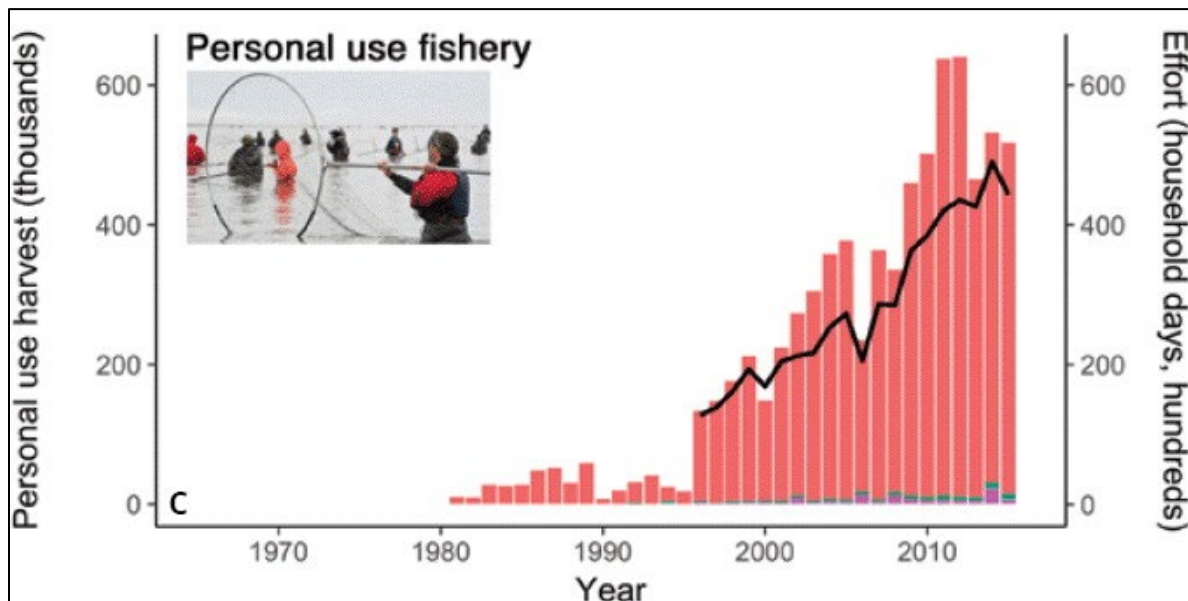 Personal use fishery
Personal use harvest (thousands)
600
400
200
0
Effort (household days, hundreds)
600
400
200
0
C
1970
1980
1990
2000
2010
Year